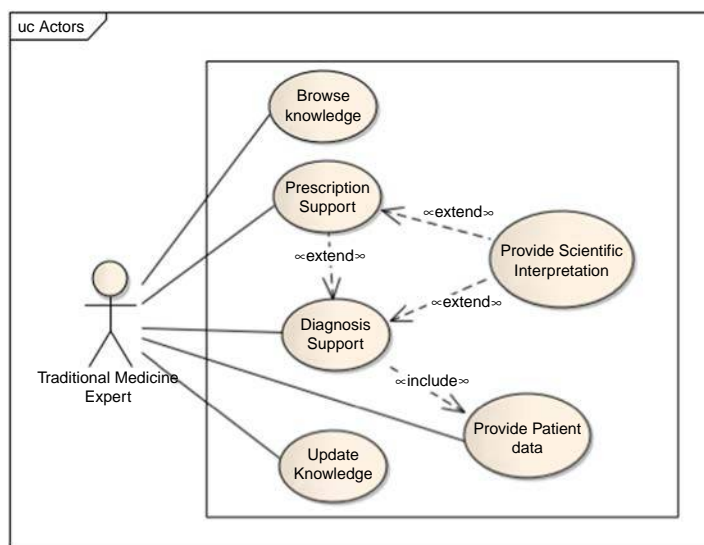 uc Actors
Browse
knowledge
Prescription
Support
«extend»
«extend»
Provide Scientific
Interpretation
«extend»
Diagnosis
Support
Traditional Medicine
Expert
«include»
Provide Patient
data
Update
Knowledge